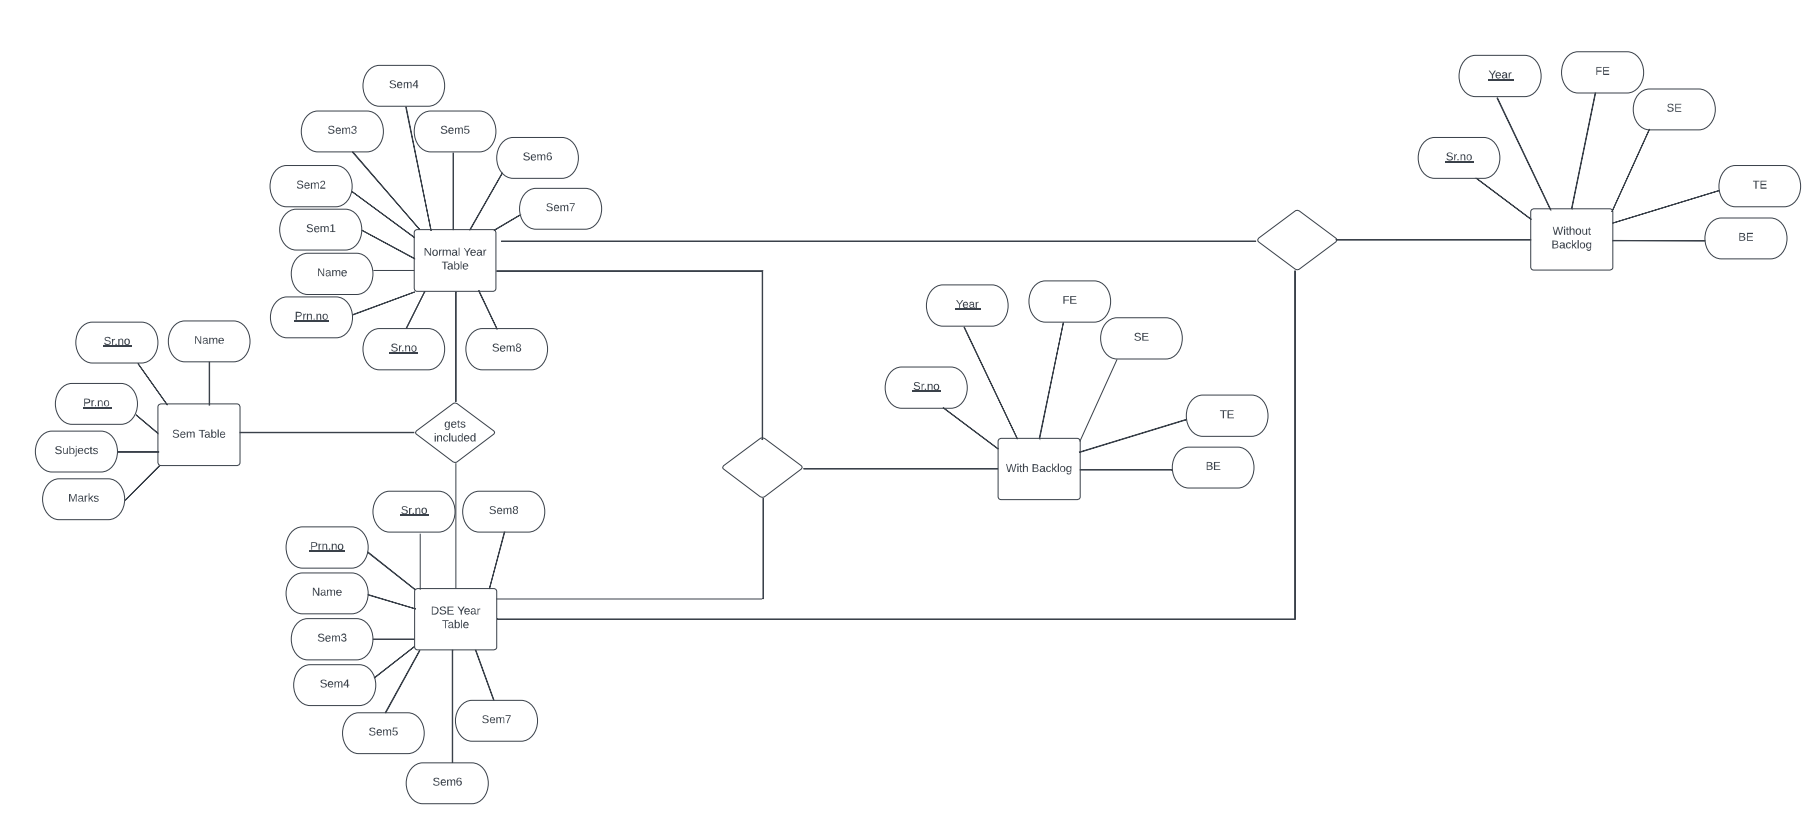 Sem4
Sem3
Sem5
Sem6
Sem2
Sem7
Sem1
Normal Year
Table
Name
Prn.no
Sr.no
Sem8
Sr.no
Name
Pr.no
Sem Table
Subjects
Marks
gets
included
Sr.no
Sem8
Prn.no
Name
DSE Year
Table
Sem3
Sem4
Sem5
Sem7
Sem6
Year
FE
SE
Sr.no
TE
With Backlog
BE
Year
FE
SE
Sr.no
TE
Without
Backlog
BE